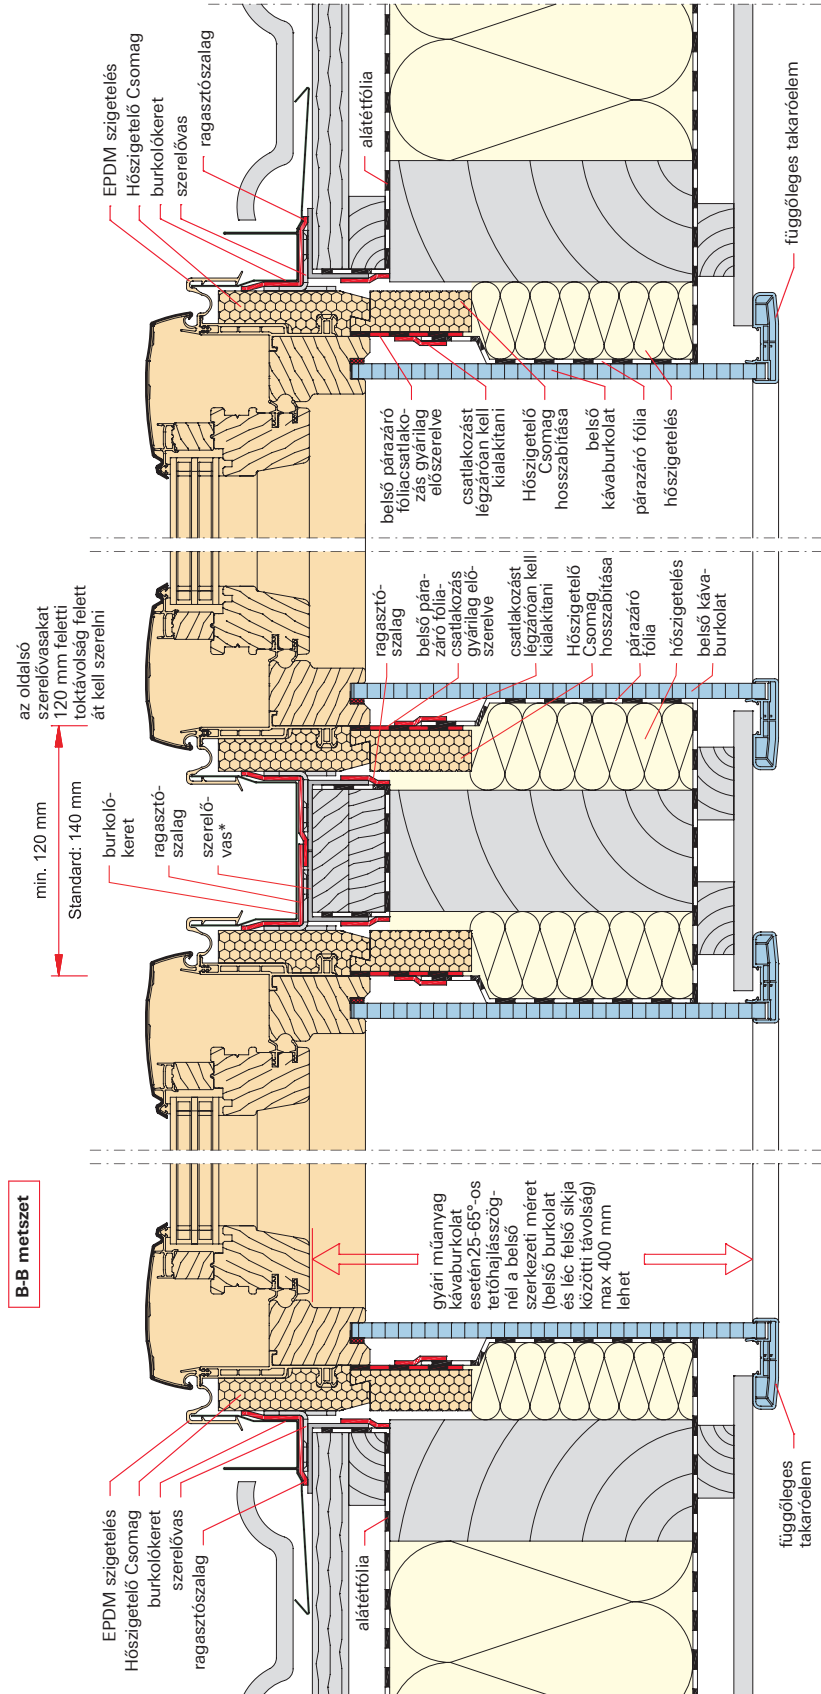 B-B metszet
EPDM szigetelés
Hőszigetelő Csomag
burkolókeret
szerelővas
ragasztószalag
alátétfólia
függőleges
takaróelem
gyári műanyag
kávaburkolat
esetén25-65°-os
tetőhajlásszög-
nél a belső
szerkezeti méret
(belső burkolat
és léc felső síkja
közötti távolság)
max 400 mm
lehet
min. 120 mm
Standard: 140 mm
az oldalsó
szerelővasakat
120 mm feletti
toktávolság felett
át kell szerelni
burkoló-
keret
ragasztó-
szalag
szerelő-
vas*
ragasztó-
szalag
belső pára-
záró fólia-
csatlakozás
gyárilag elő-
szerelve
csatlakozást
légzáróan kell
kialakítani
Hőszigetelő
Csomag
hosszabítása
párazáró
fólia
hőszigetelés
belső káva-
burkolat
EPDM szigetelés
Hőszigetelő Csomag
burkolókeret
szerelővas
ragasztószalag
alátétfólia
belső párazáró
fóliacsatlako-
zás gyárilag
előszerelve
csatlakozást
légzáróan kell
kialakítani
Hőszigetelő
Csomag
hosszabítása
belső
kávaburkolat
párazáró fólia
hőszigetelés
függőleges takaróelem